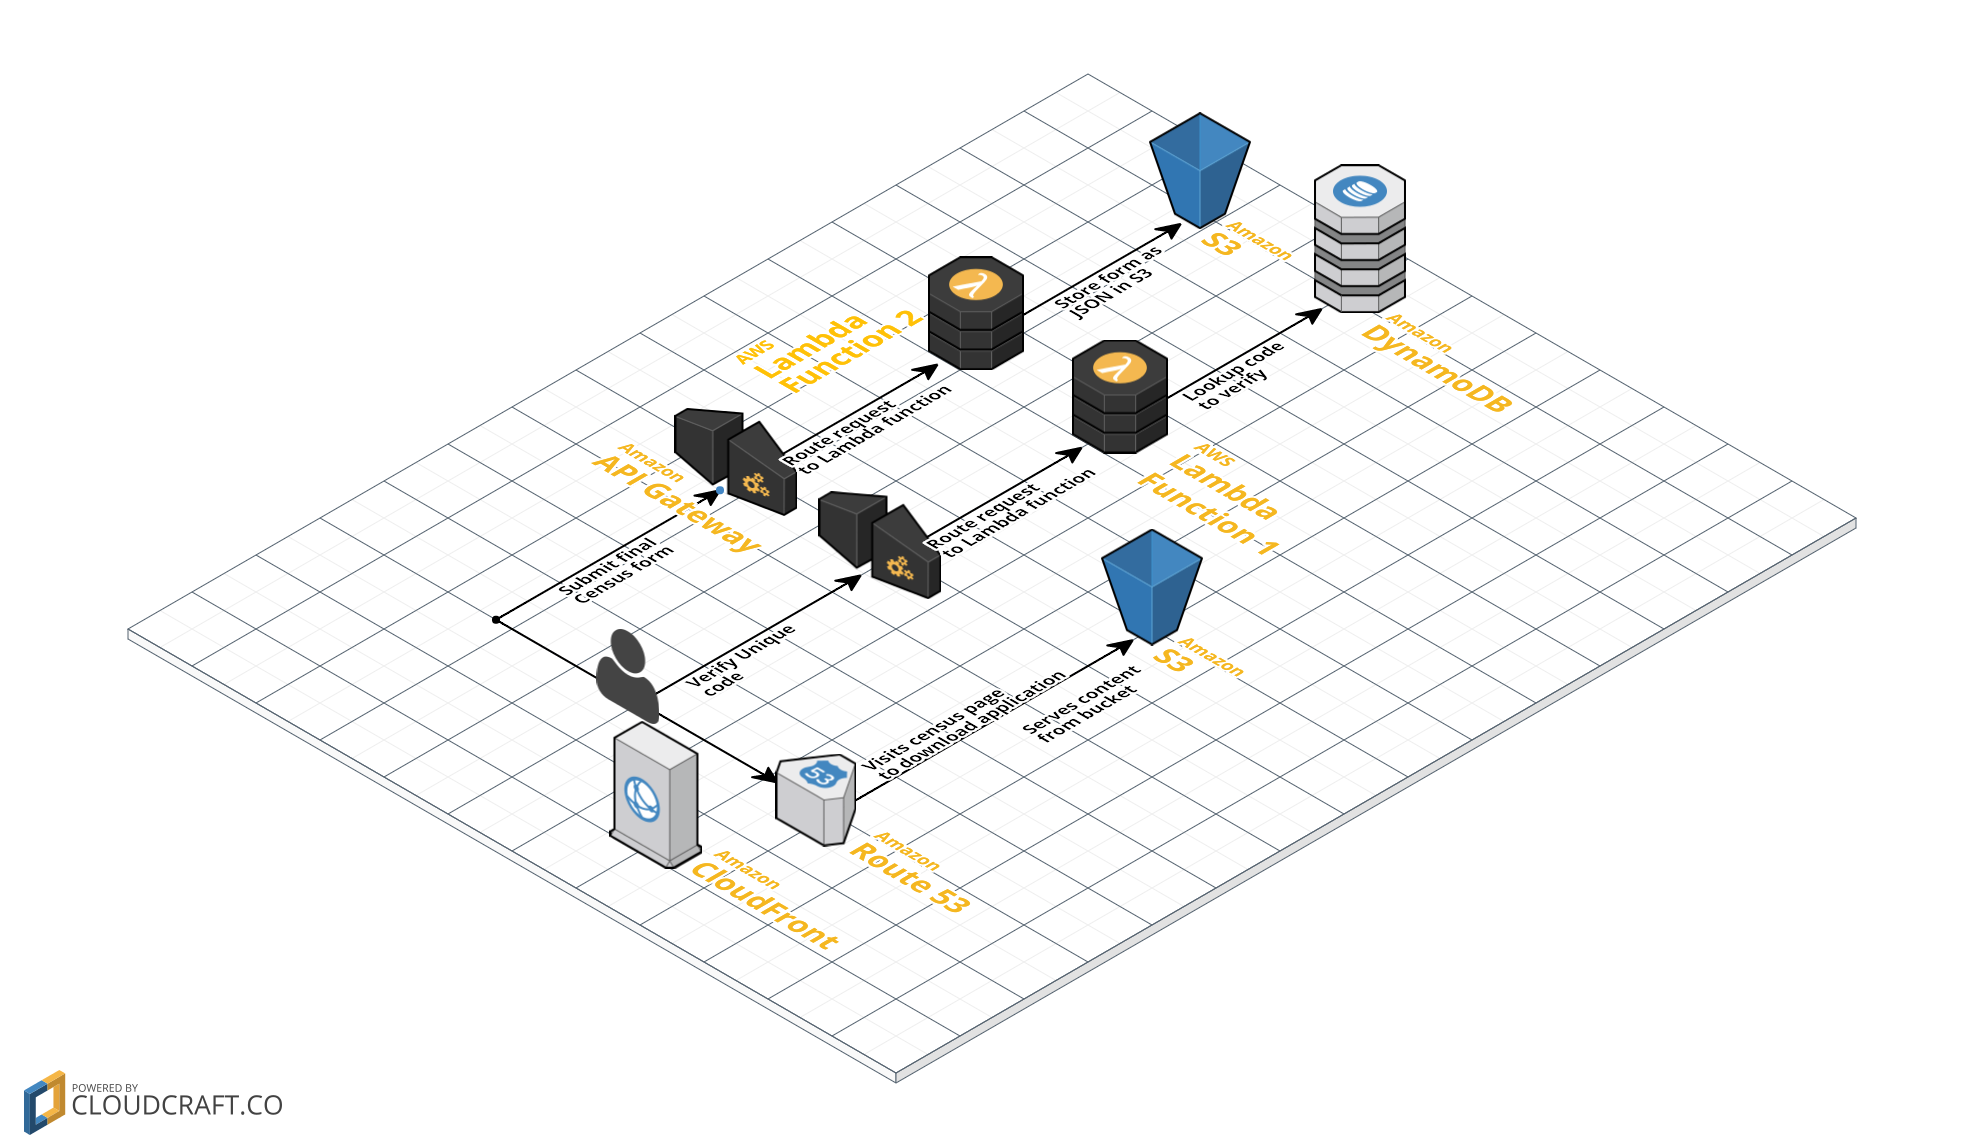 Amazon
S3
Store form as
JSON in S3
AWS
Lambda
Function 2
Amazon
DynamoDB
Lookup code
to verify
Route request
to Lambda function
Amazon
API Gateway
AWS
Lambda
Function 1
Route request
to Lambda function
Submit final
Census form
Verify Unique
code
Amazon
S3
Visits census page
to download application
Serves content
from bucket
53
Amazon
Route 53
Amazon
CloudFront
POWERED BY
CLOUDCRAFT.CO